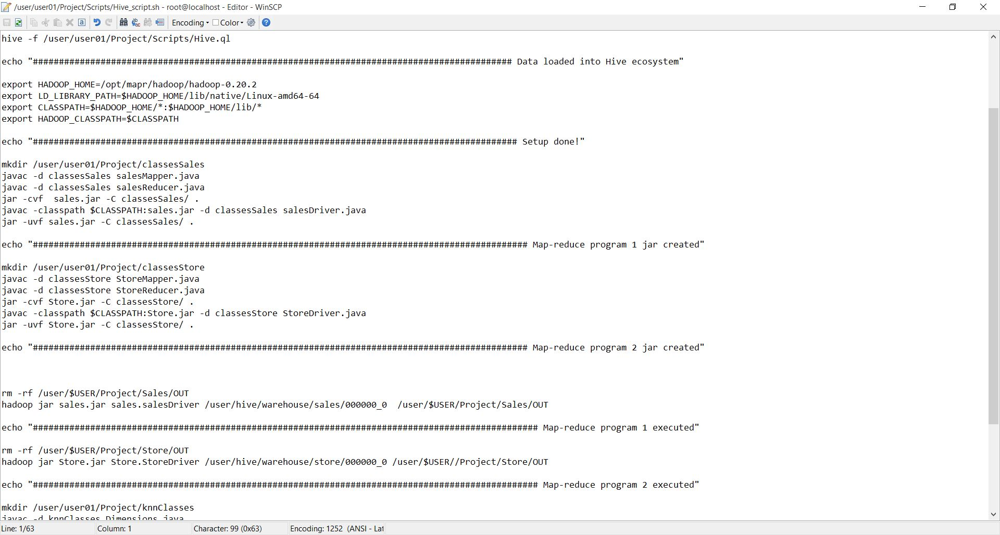 /user/user01/Project/Scripts/Hive_script.sh - root@localhost - Editor - WinSCP
Encoding Color
hive -f /user/user01/Project/Scripts/Hive.ql
echo "############################################################################################ Data loaded into Hive ecosystem"
export HADOOP_HOME=/opt/mapr/hadoop/hadoop-0.20.2
export LD_LIBRARY_PATH=$HADOOP_HOME/lib/native/Linux-amd64-64
export CLASSPATH=$HADOOP_HOME/*:$HADOOP_HOME/lib/*
export HADOOP_CLASSPATH=$CLASSPATH
echo "############################################################################################# Setup done!"
mkdir /user/user01/Project/classesSales
javac -d classesSales salesMapper.java
javac -d classesSales salesReducer.java
jar -cvf  sales.jar -C classesSales/ .
javac -classpath $CLASSPATH:sales.jar -d classesSales salesDriver.java
jar -uvf sales.jar -C classesSales/ .
echo "############################################################################################### Map-reduce program 1 jar created"
mkdir /user/user01/Project/classesStore
javac -d classesStore StoreMapper.java
javac -d classesStore StoreReducer.java
jar -cvf Store.jar -C classesStore/ .
javac -classpath $CLASSPATH:Store.jar -d classesStore StoreDriver.java
jar -uvf Store.jar -C classesStore/ .
echo "############################################################################################### Map-reduce program 2 jar created"
rm -rf /user/$USER/Project/Sales/OUT
hadoop jar sales.jar sales.salesDriver /user/hive/warehouse/sales/000000_0  /user/$USER/Project/Sales/OUT
echo "################################################################################################# Map-reduce program 1 executed"
rm -rf /user/$USER/Project/Store/OUT
hadoop jar Store.jar Store.StoreDriver /user/hive/warehouse/store/000000_0 /user/$USER//Project/Store/OUT
echo "################################################################################################# Map-reduce program 2 executed"
mkdir /user/user01/Project/knnClasses
javac -d knnClasses Dimensions.java
Line: 1/63 Column: 1 Character: 99 (0x63) Encoding: 1252 (ANSI - Lat